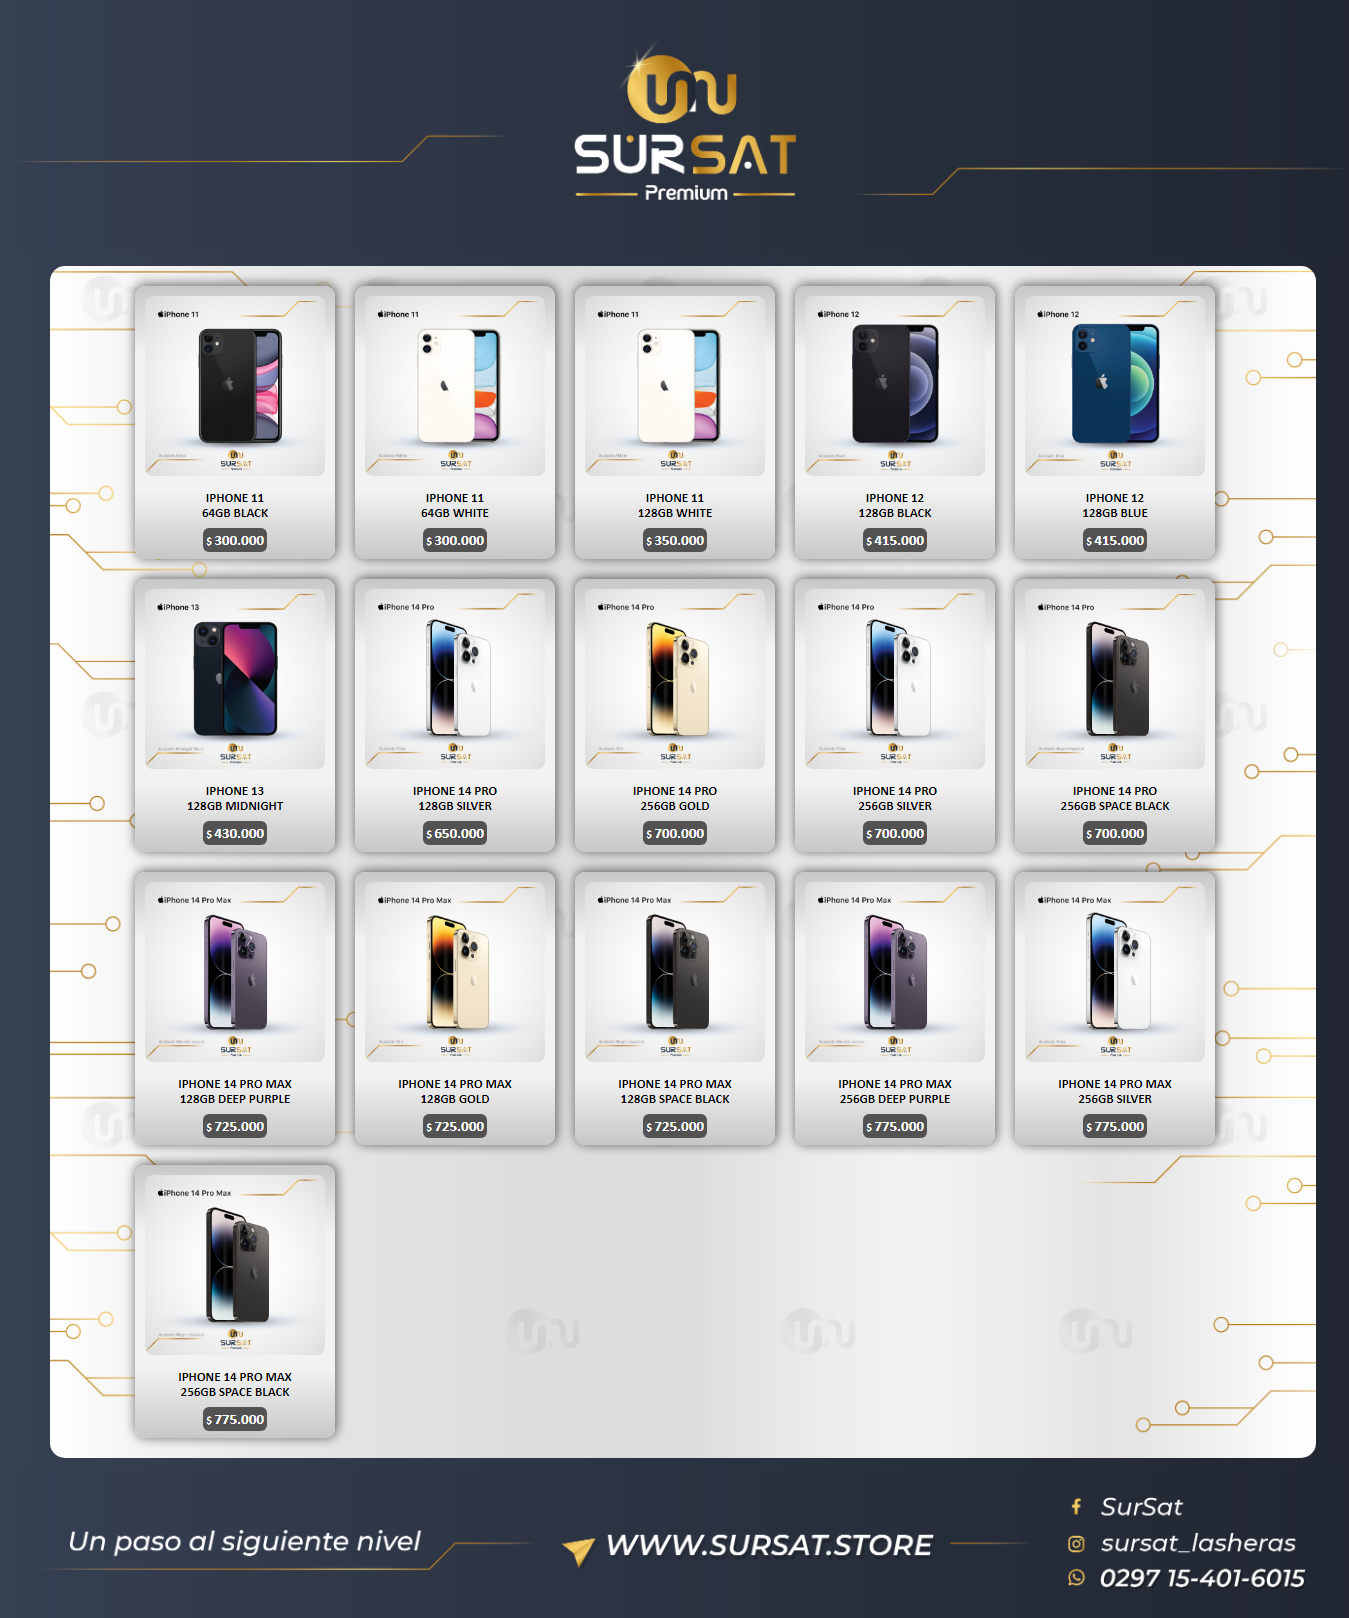 SURSAT
Premium
iPhone 11
SURSAT
IPHONE 11
64GB BLACK
$ 300.000
iPhone 11
SURSAT
IPHONE 11
64GB WHITE
$ 300.000
iPhone 11
SURSAT
IPHONE 11
128GB WHITE
$ 350.000
iPhone 12
SURSAT
IPHONE 12
128GB BLACK
$ 415.000
iPhone 12
SURSAT
IPHONE 12
128GB BLUE
$ 415.000
iPhone 13
SURSAT
IPHONE 13
128GB MIDNIGHT
$ 430.000
iPhone 14 Pro
SURSAT
IPHONE 14 PRO
128GB SILVER
$ 650.000
iPhone 14 Pro
SURSAT
IPHONE 14 PRO
256GB GOLD
$ 700.000
iPhone 14 Pro
SURSAT
IPHONE 14 PRO
256GB SILVER
$ 700.000
iPhone 14 Pro
SURSAT
IPHONE 14 PRO
256GB SPACE BLACK
$ 700.000
iPhone 14 Pro Max
SURSAT
IPHONE 14 PRO MAX
128GB DEEP PURPLE
$ 725.000
iPhone 14 Pro Max
SURSAT
IPHONE 14 PRO MAX
128GB GOLD
$ 725.000
iPhone 14 Pro Max
SURSAT
IPHONE 14 PRO MAX
128GB SPACE BLACK
$ 725.000
iPhone 14 Pro Max
SURSAT
IPHONE 14 PRO MAX
256GB DEEP PURPLE
$ 775.000
iPhone 14 Pro Max
SURSAT
IPHONE 14 PRO MAX
256GB SILVER
$ 775.000
iPhone 14 Pro Max
SURSAT
IPHONE 14 PRO MAX
256GB SPACE BLACK
$ 775.000
Un paso al siguiente nivel
WWW.SURSAT.STORE
SurSat
sursat_lasheras
0297 15-401-6015